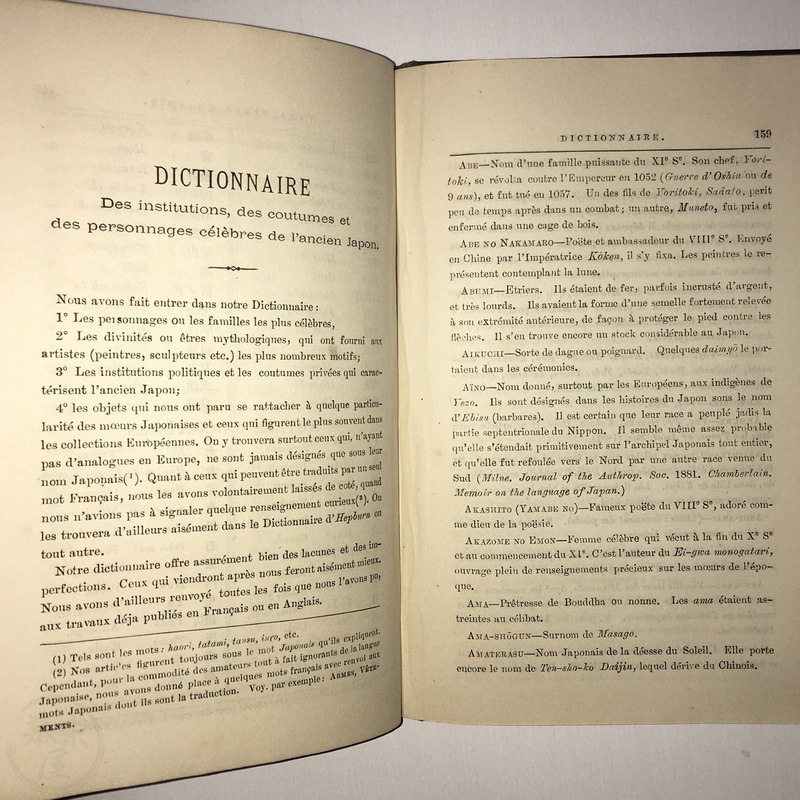 DICTIONNAIRE
Des institutions, des coutumes et
des personnages célèbres de l'ancien Japon.
Nous avons fait entrer dans notre Dictionnaire :
1° Les personnages ou les familles les plus célèbres,
2° Les divinités ou êtres mythologiques, qui ont fourni aux
artistes (peintres, sculpteurs etc.) les plus nombreux motifs;
3° Les institutions politiques et les coutumes privées qui carac-
térisent l'ancien Japon;
4° les objets qui nous ont paru se rattacher à quelque particu-
larité des mœurs Japonaises et ceux qui figurent le plus souvent dans
les collections Européennes. On y trouvera surtout ceux qui, n'ayant
pas d'analogues en Europe, ne sont jamais désignés que sous leur
nom Japonais(¹). Quant à ceux qui peuvent être traduits par un seul
mot Français, nous les avons volontairement laissés de coté, quand
nous n'avions pas à signaler quelque renseignement curieux(²). On
les trouvera d'ailleurs aisément dans le Dictionnaire d'Hepburn ou
tout autre.
Notre dictionnaire offre assurément bien des lacunes et des im-
perfections. Ceux qui viendront après nous feront aisément mieux.
Nous avons d'ailleurs renvoyé toutes les fois que nous l'avons pu,
aux travaux déja publiés en Français ou en Anglais.
(1) Tels sont les mots : haori, tatami, tansu, inro, etc.
(2) Nos articles figurent toujours sous le mot Japonais qu'ils expliquent.
Cependant, pour la commodité des amateurs tout à fait ignorants de la langue
Japonaise, nous avons donné place à quelques mots français avec renvoi aux
mots Japonais dont ils sont la traduction. Voy. par exemple : ARMES, VÊTE-
MENTS.
DICTIONNAIRE. 159
ABE—Nom d'une famille puissante du XIᵉ Sᵉ. Son chef, Yori-
toki, se révolta contre l'Empereur en 1052 (Guerre d'Oshiu ou de
9 ans), et fut tué en 1057. Un des fils de Yoritoki, Sadato, périt
peu de temps après dans un combat; un autre, Muneto, fut pris et
enfermé dans une cage de bois.
ABE NO NAKAMARO—Poëte et ambassadeur du VIIIᵉ Sᵉ. Envoyé
en Chine par l'Impératrice Kōken, il s'y fixa. Les peintres le re-
présentent contemplant la lune.
ABUMI—Etriers. Ils étaient de fer, parfois incrusté d'argent,
et très lourds. Ils avaient la forme d'une semelle fortement relevée
à son extrémité antérieure, de façon à protéger le pied contre les
flèches. Il s'en trouve encore un stock considérable au Japon.
AIKUCHI—Sorte de dague ou poignard. Quelques daimyō le por-
taient dans les cérémonies.
AÏNO—Nom donné, surtout par les Européens, aux indigènes de
Yezo. Ils sont désignés dans les histoires du Japon sous le nom
d'Ebisu (barbares). Il est certain que leur race a peuplé jadis la
partie septentrionale du Nippon. Il semble même assez probable
qu'elle s'étendait primitivement sur l'archipel Japonais tout entier,
et qu'elle fut refoulée vers le Nord par une autre race venue du
Sud (Milne. Journal of the Authrop. Soc. 1881. Chamberlain.
Memoir on the language of Japan.)
AKASHITO (YAMABE NO)—Fameux poëte du VIIIᵉ Sᵉ, adoré com-
me dieu de la poësie.
AKAZOME NO EMON—Femme célèbre qui vécut à la fin du Xᵉ Sᵉ
et au commencement du XIᵉ. C'est l'auteur du Ei-gwa monogatari,
ouvrage plein de renseignements précieux sur les mœurs de l'épo-
que.
AMA—Prêtresse de Bouddha ou nonne. Les ama étaient as-
treintes au célibat.
AMA-SHŌGUN—Surnom de Masago.
AMATERASU—Nom Japonais de la déesse du Soleil. Elle porte
encore le nom de Ten-sho-ko Daijin, lequel dérive du Chinois.